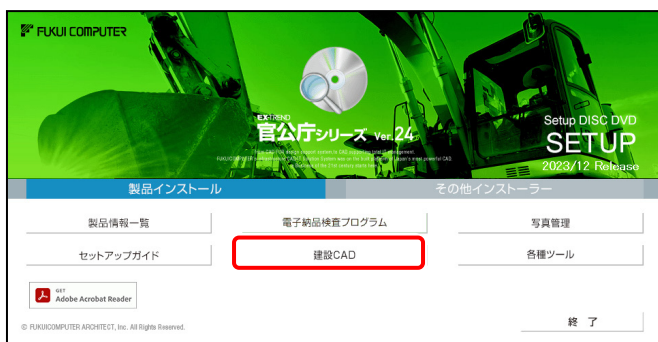 FUKUI COMPUTER
EX-TREND
官公庁シリーズ Ver.24
Setup DISC DVD
SETUP
2023/12 Release
製品インストール
その他インストーラー
製品情報一覧
電子納品検査プログラム
写真管理
セットアップガイド
建設CAD
各種ツール
GET
Adobe Acrobat Reader
© FUKUICOMPUTER ARCHITECT, Inc. All Rights Reserved.
終 了